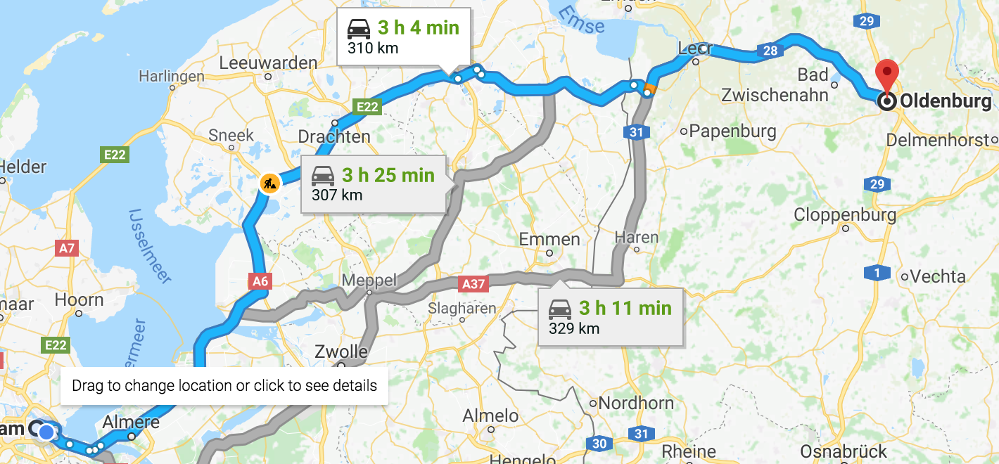 Emse
29
3 h 4 min
310 km
Leer
28
Leeuwarden
Harlingen
Bad
Zwischenahn
Oldenburg
E22
Drachten
Sneek
31
Papenburg
Delmenhorst
E22
Helder
3 h 25 min
307 km
29
IJsselmeer
Cloppenburg
Emmen
Haren
A7
A6
Meppel
A37
1
Vechta
maar
Hoorn
Slagharen
3 h 11 min
329 km
ermeer
E22
Zwolle
Drag to change location or click to see details
Nordhorn
Almelo
am
Almere
30
31
Rheine
Osnabrück
Hengelo